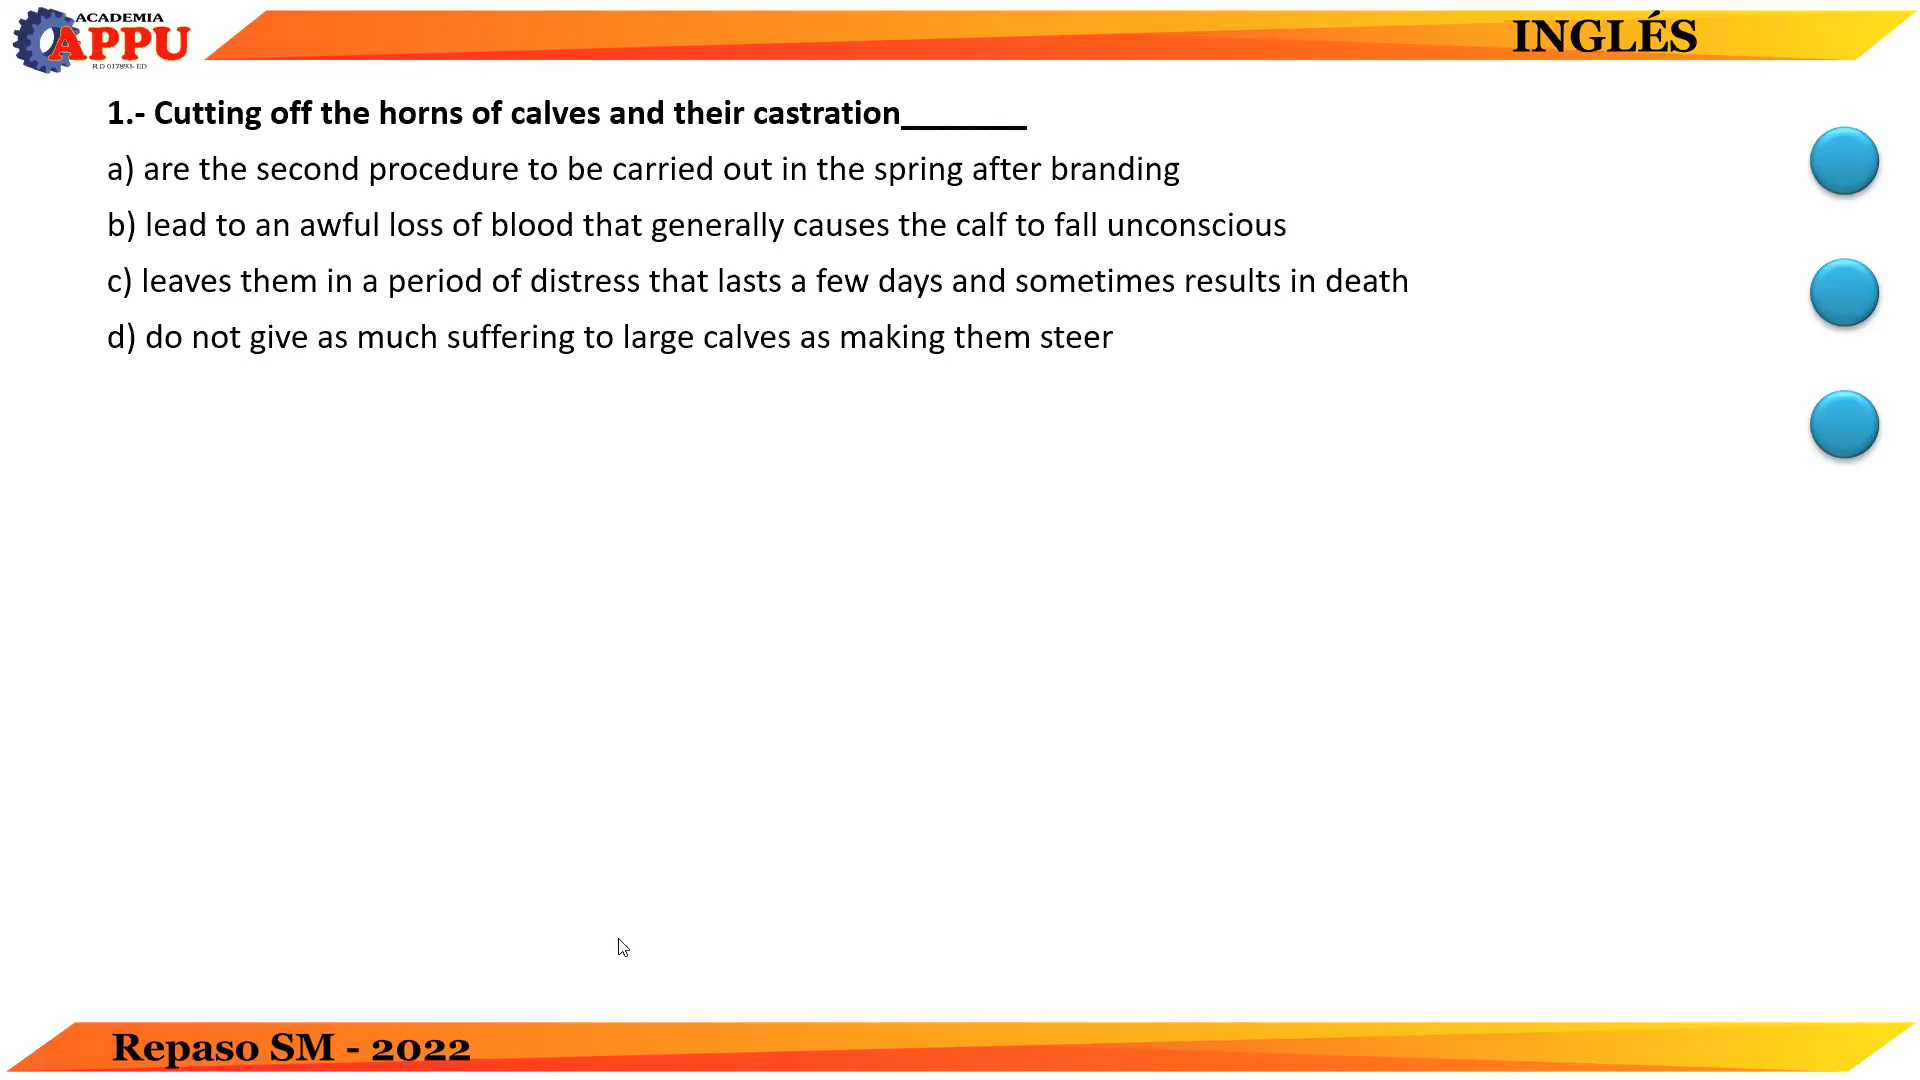 ACADEMIA
APPU
R.D 017893- ED
INGLÉS
1.- Cutting off the horns of calves and their castration_______
a) are the second procedure to be carried out in the spring after branding
b) lead to an awful loss of blood that generally causes the calf to fall unconscious
c) leaves them in a period of distress that lasts a few days and sometimes results in death
d) do not give as much suffering to large calves as making them steer
Repaso SM - 2022